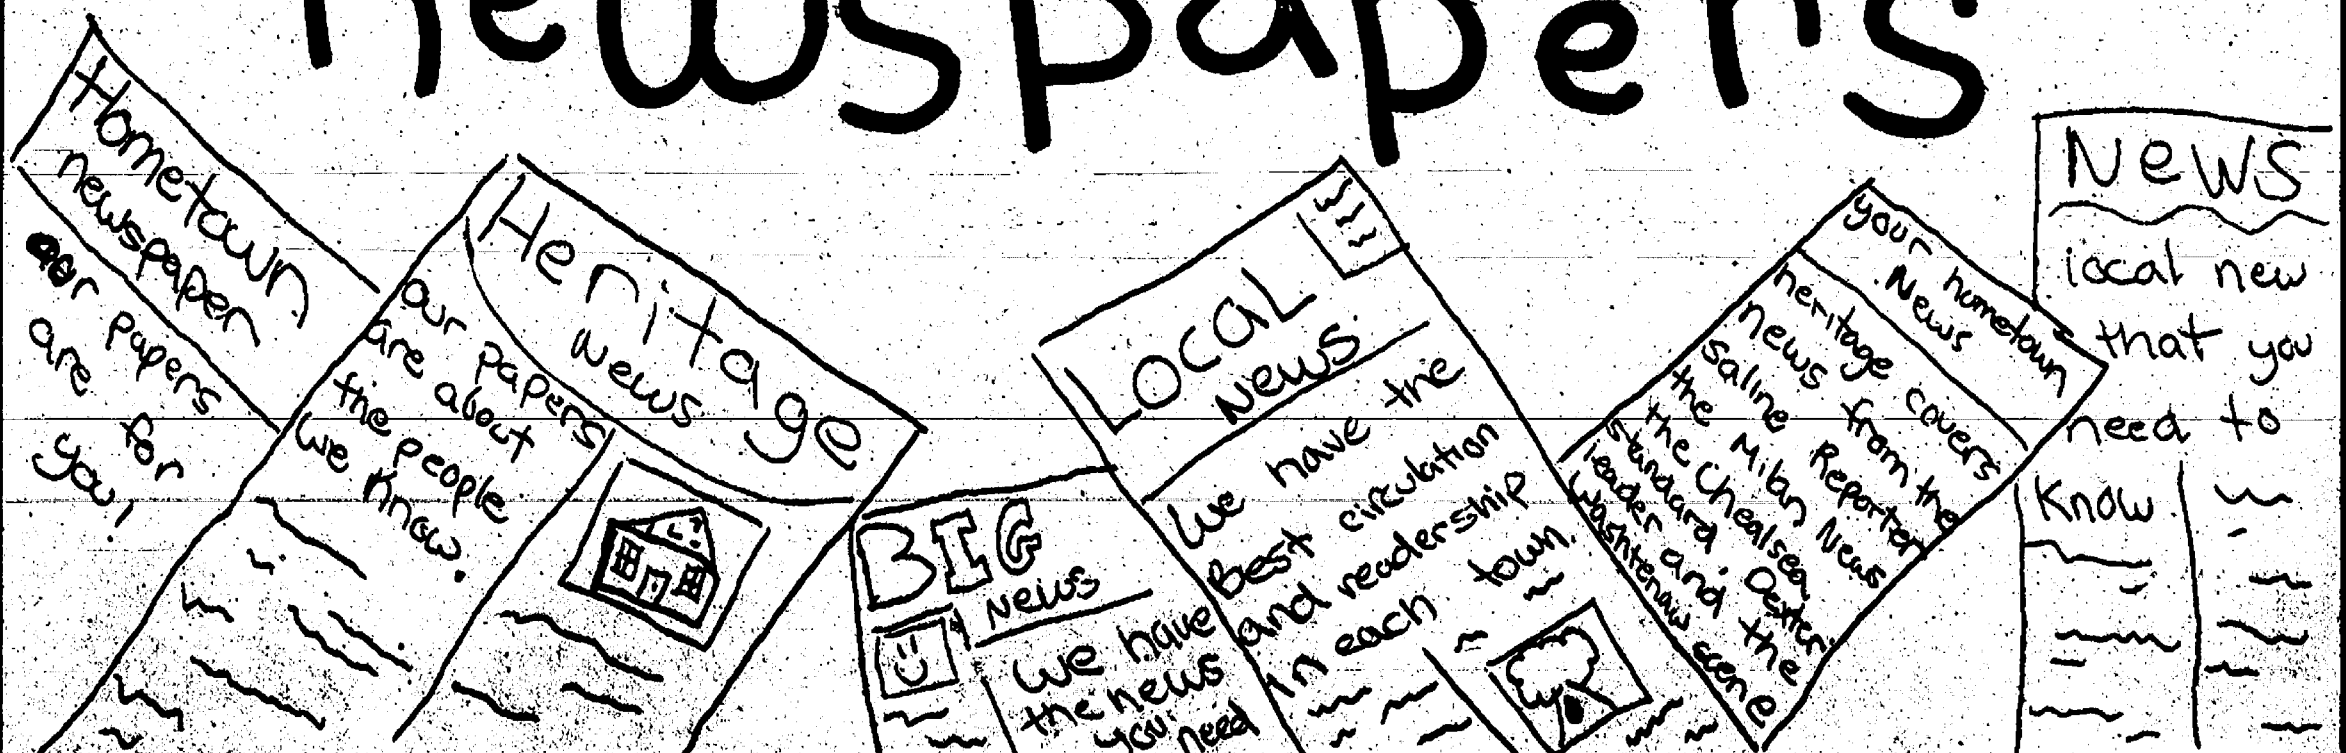 newspapers
Hometown
newspaper
our papers
are for
you!
Heritage
News
our papers
are about
the people
we know.
BIG
News
we have
the news
you need
LOCAL
NEWS
We have the
Best circulation
and readership
in each town.
your hometown
News
heritage covers
news from the
saline Reporter
the Milan News
the Chealsea
standard. Dexter
leader and the
washtenaw scene
NeWS
local new
that you
need to
know